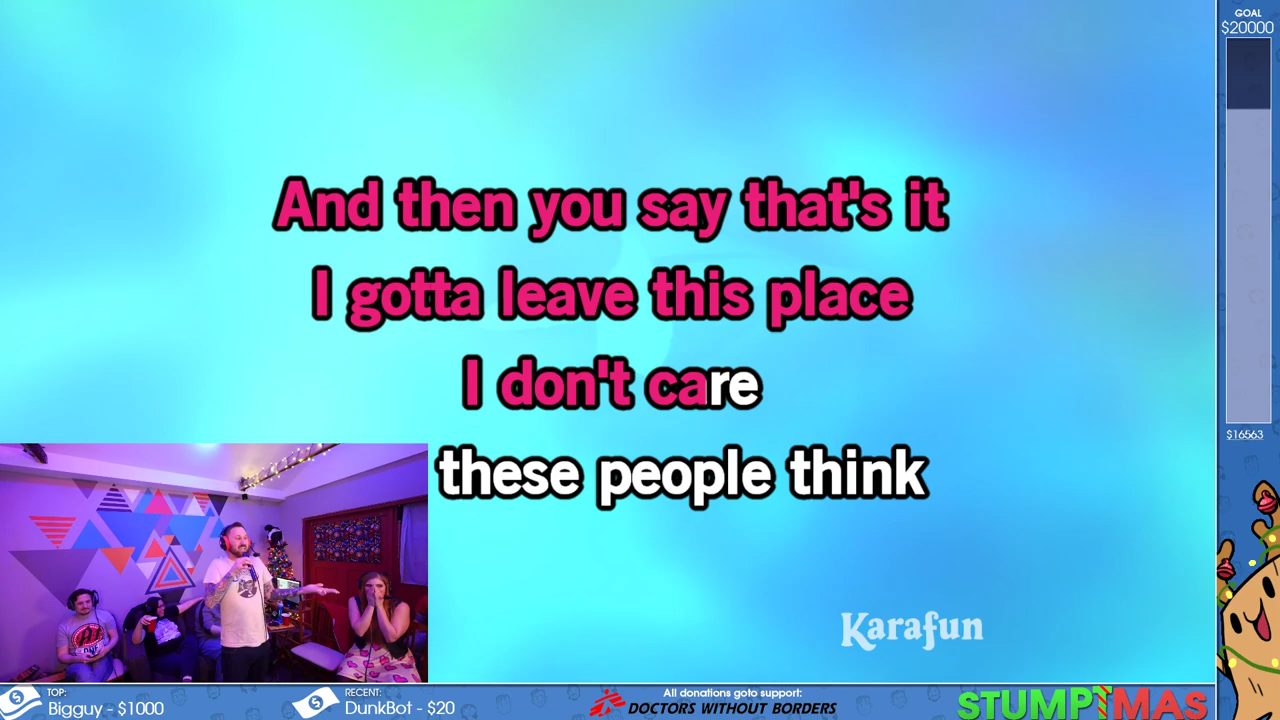 GOAL
$20000
And then you say that's it
I gotta leave this place
I don't care
these people think
$16563
Karafun
TOP:
Bigguy - $1000
RECENT:
DunkBot - $20
All donations goto support:
DOCTORS WITHOUT BORDERS
STUMPTMAS